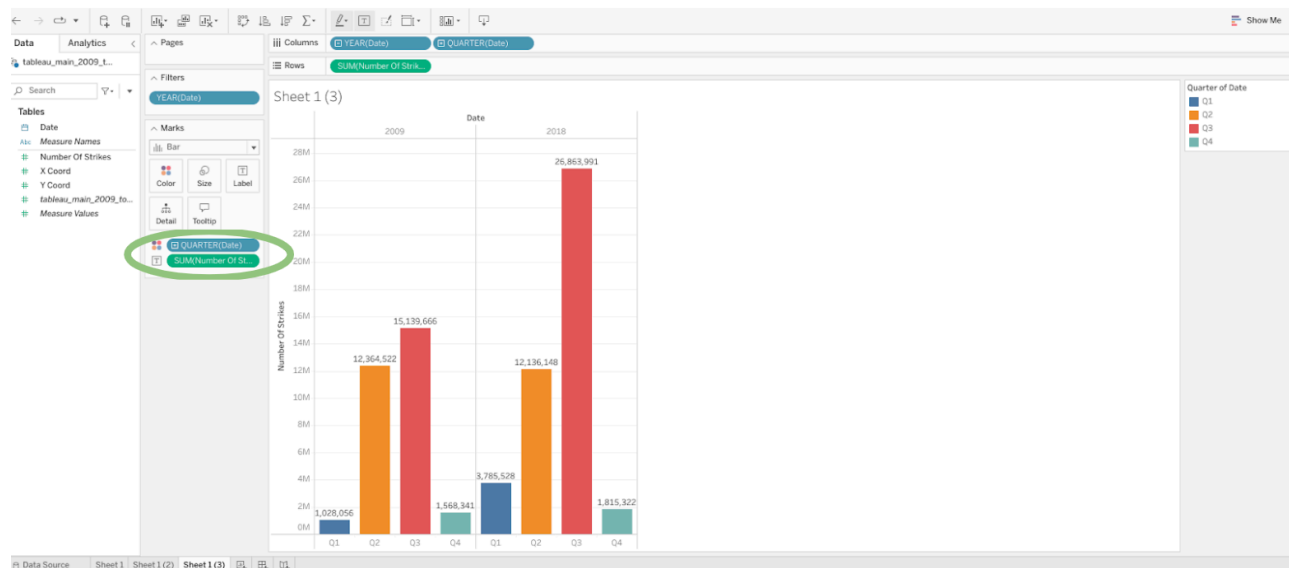 Show Me
Data Analytics
tableau_main_2009_t...
Search
Tables
Date
Abc Measure Names
Number Of Strikes
X Coord
Y Coord
tableau_main_2009_to...
Measure Values
Pages
Filters
YEAR(Date)
Marks
Bar
Color Size Label
Detail Tooltip
QUARTER(Date)
SUM(Number Of St...
Columns YEAR(Date) QUARTER(Date)
Rows SUM(Number Of Strik...
Sheet 1 (3)
Date
2009 2018
28M
26M
24M
22M
20M
18M
16M
14M
12M
10M
8M
6M
4M
2M
0M
Number Of Strikes
1,028,056
12,364,522
15,139,666
1,568,341
3,785,528
12,136,148
26,863,991
1,815,322
Q1 Q2 Q3 Q4 Q1 Q2 Q3 Q4
Quarter of Date
Q1
Q2
Q3
Q4
Data Source Sheet 1 Sheet 1 (2) Sheet 1 (3)